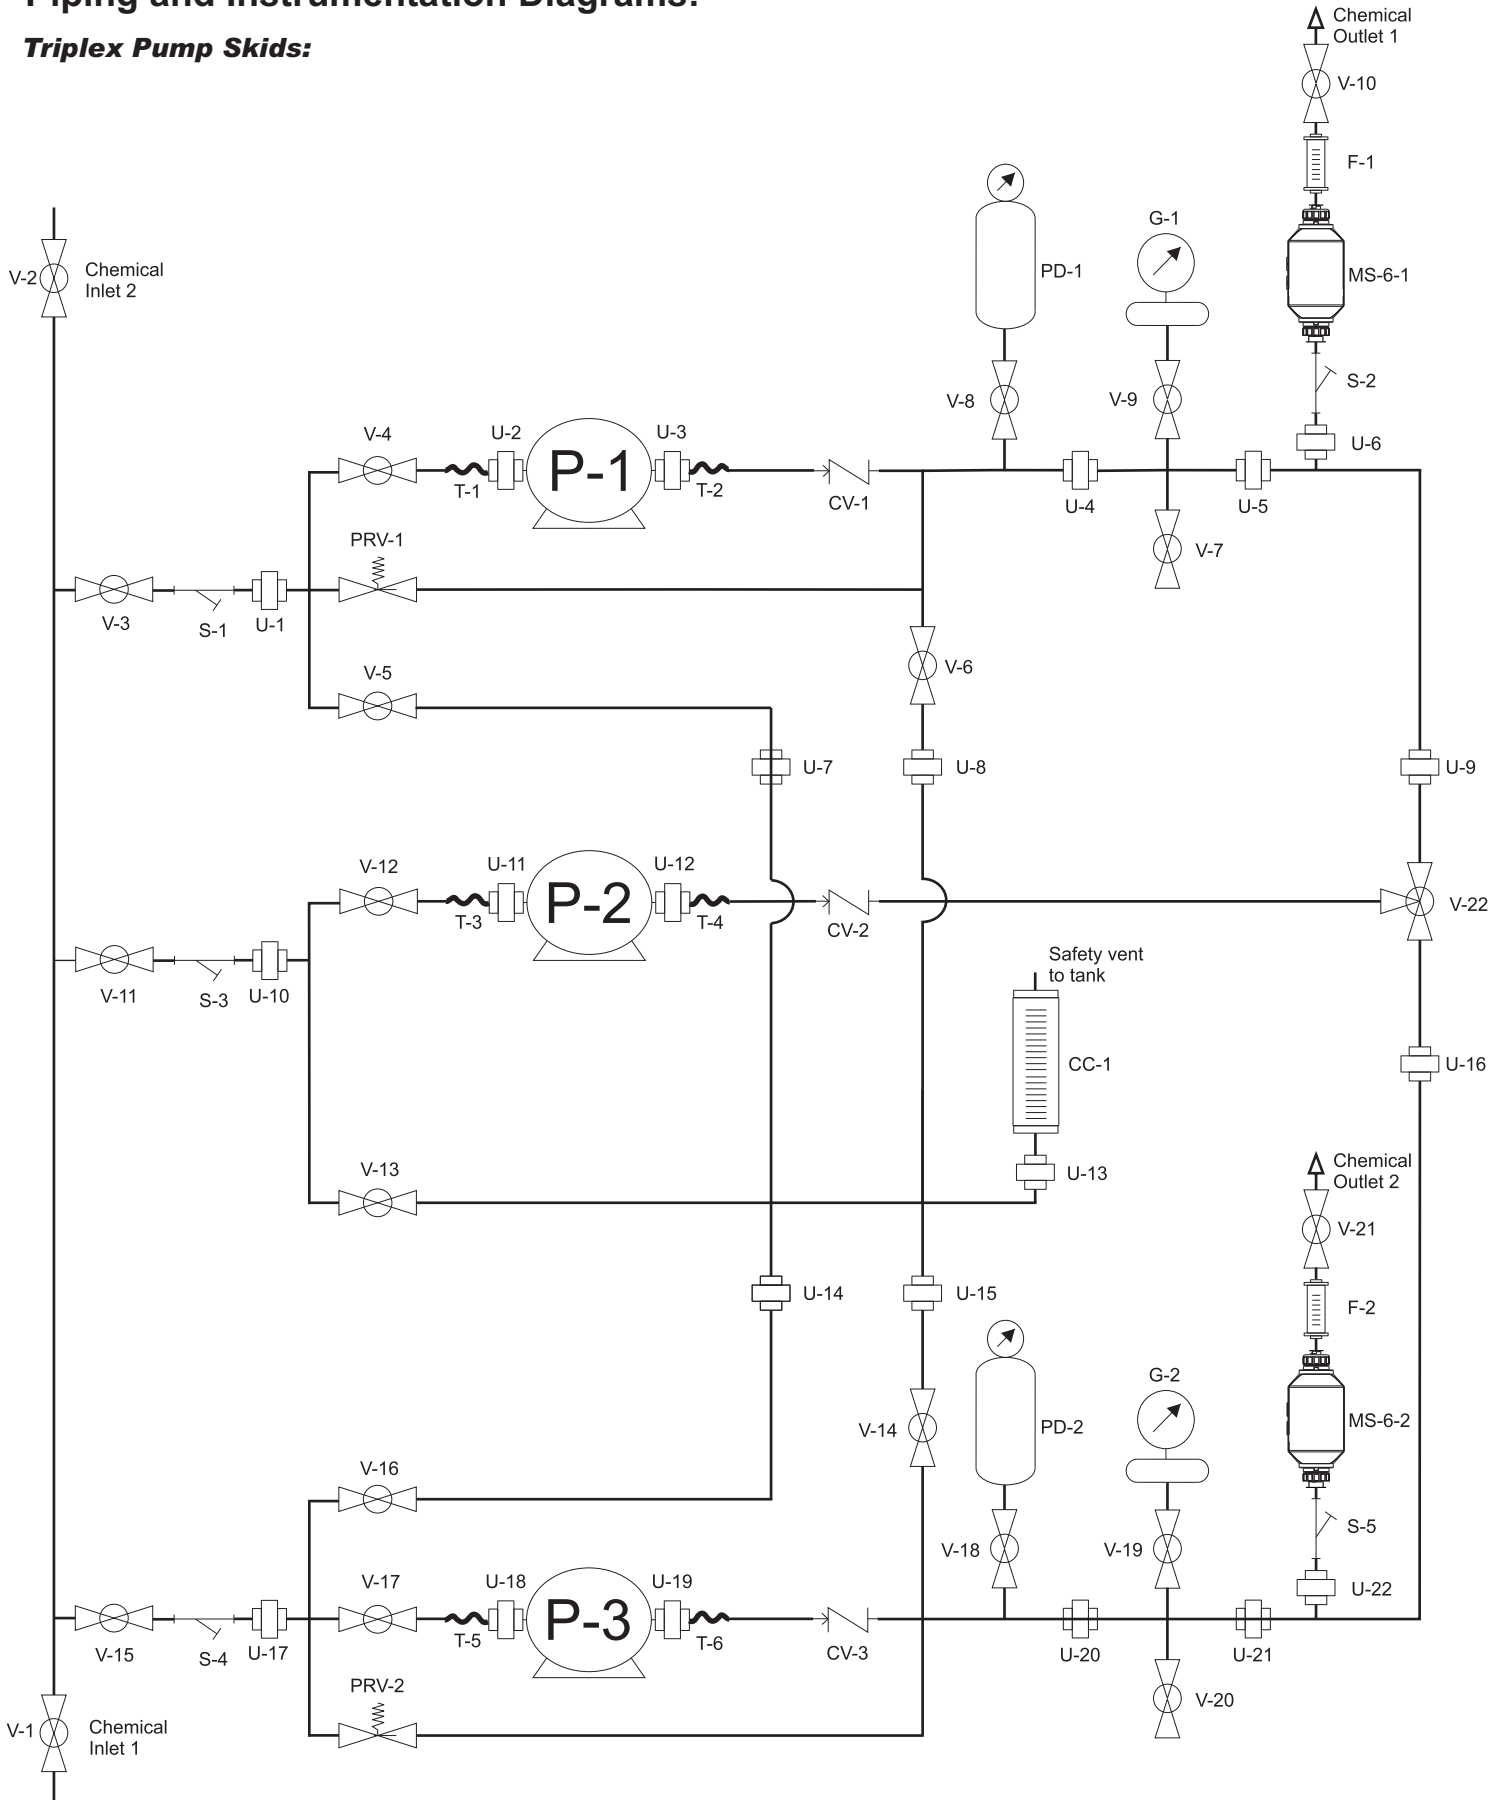 Piping and Instrumentation Diagrams:
Triplex Pump Skids:
Chemical
Outlet 1
V-10
F-1
G-1
V-2
Chemical
Inlet 2
PD-1
MS-6-1
S-2
V-8
V-9
V-4
U-2
U-3
U-6
P-1
T-1
T-2
CV-1
U-4
U-5
PRV-1
V-7
V-3
S-1
U-1
V-5
V-6
U-7
U-8
U-9
V-12
U-11
U-12
P-2
T-3
T-4
CV-2
V-22
Safety vent
to tank
V-11
S-3
U-10
CC-1
U-16
V-13
U-13
Chemical
Outlet 2
V-21
U-14
U-15
F-2
G-2
V-14
PD-2
MS-6-2
V-16
S-5
V-18
V-19
V-17
U-18
U-19
U-22
P-3
T-5
T-6
CV-3
U-20
U-21
V-15
S-4
U-17
PRV-2
V-20
V-1
Chemical
Inlet 1